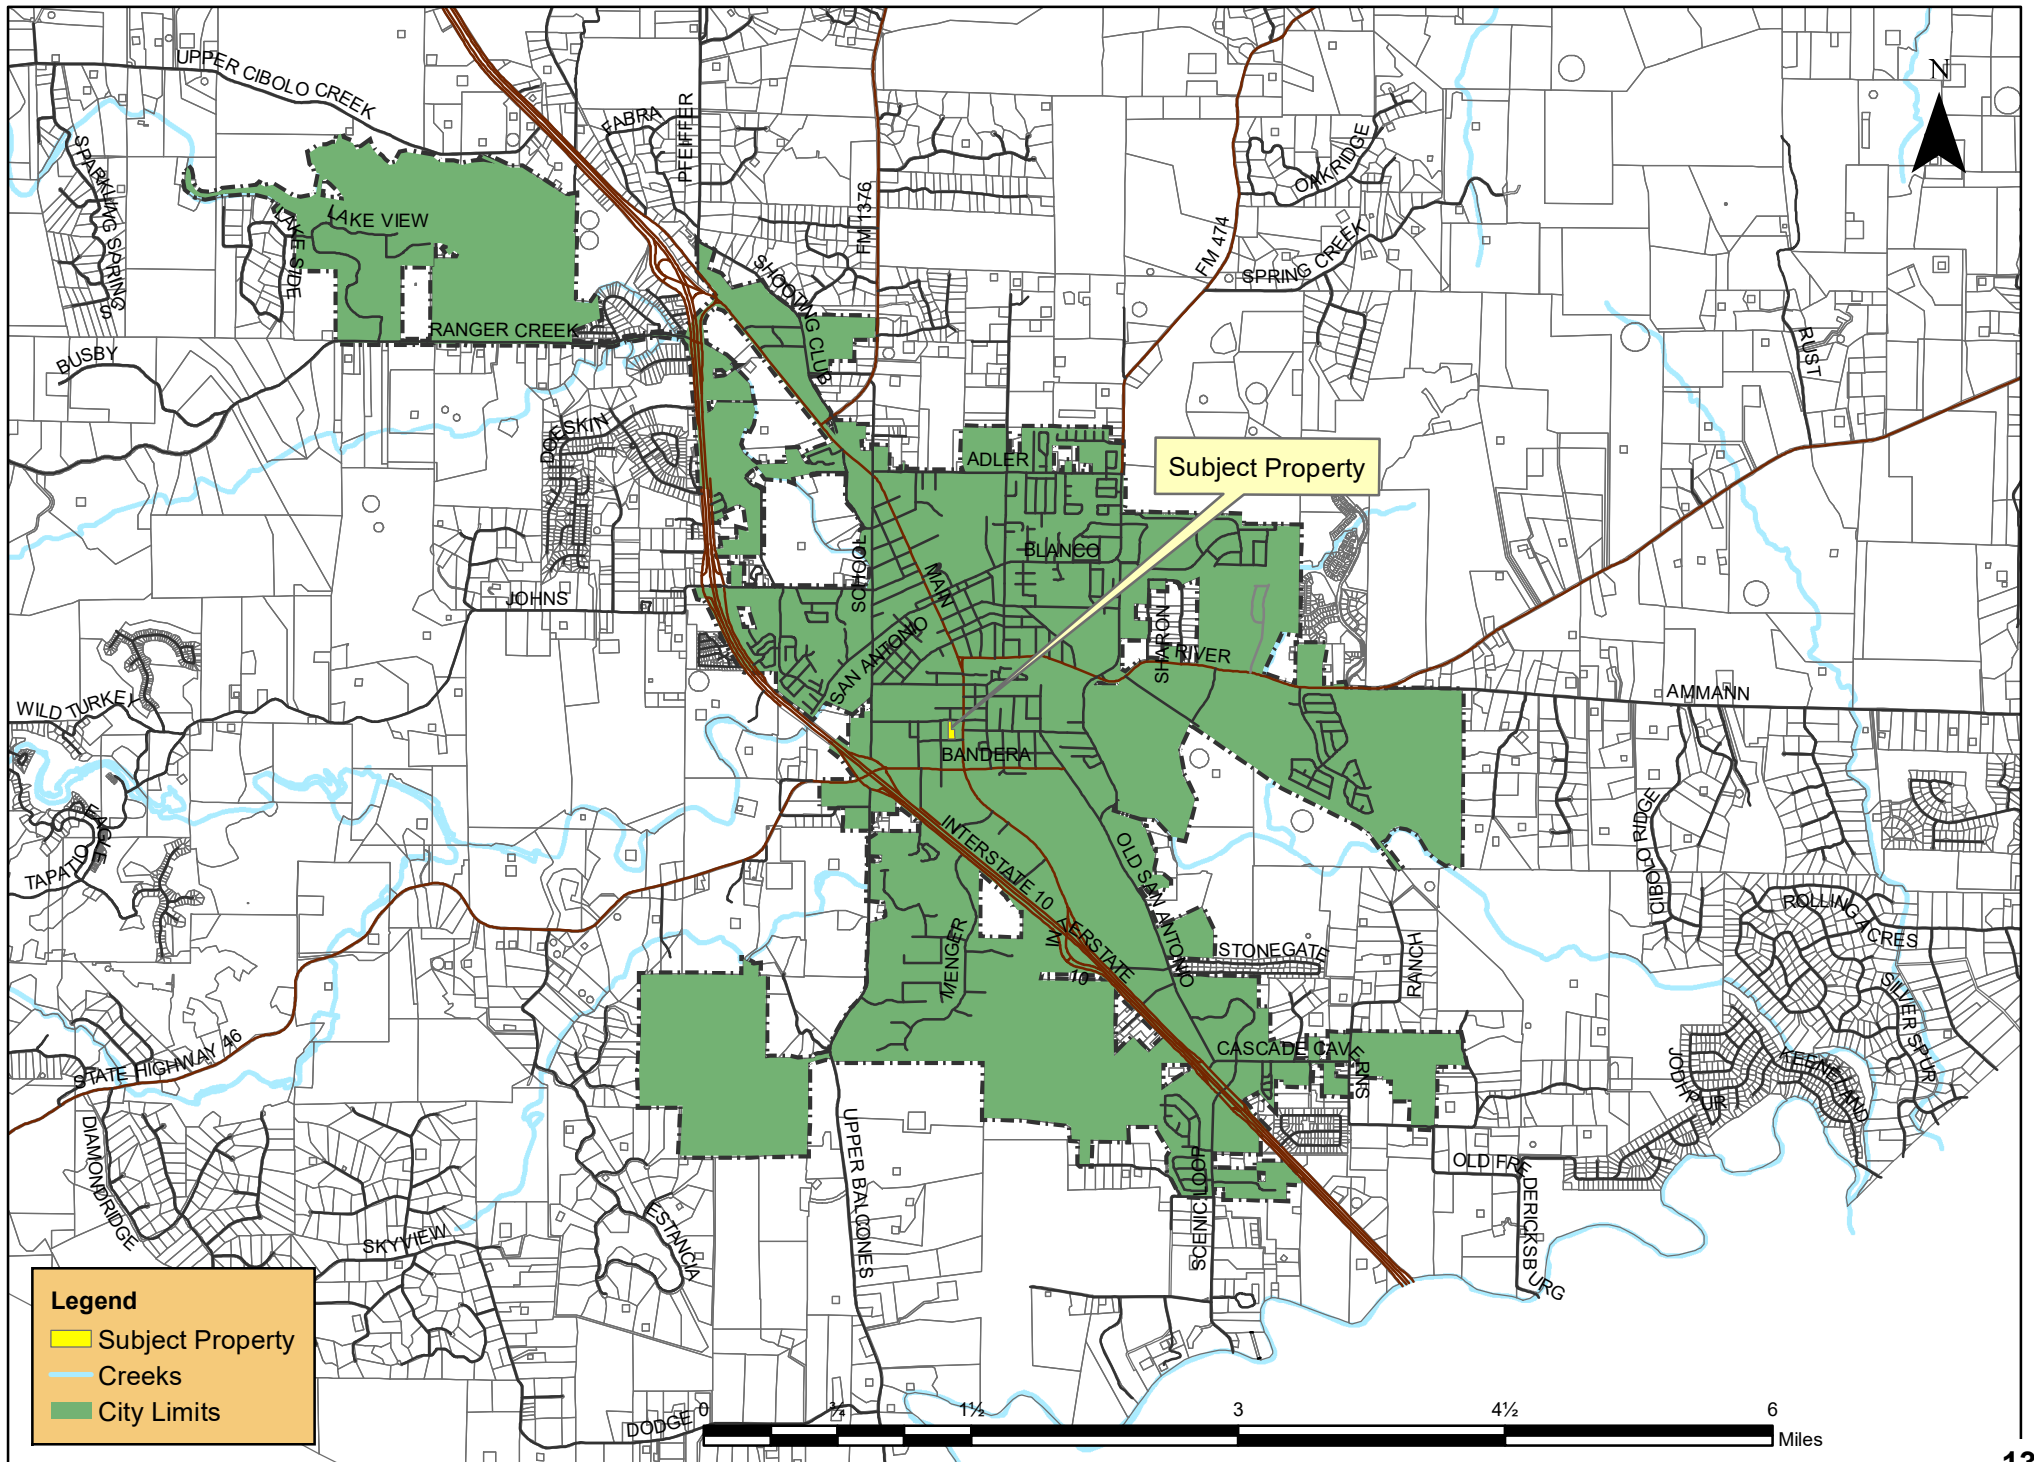 UPPER CIBOLO CREEK
N
FABRA
PFEIFFER
SPARKLING SPRINGS
OAKRIDGE
FM 1376
FM 474
LAKE VIEW
LAKE SIDE
SPRING CREEK
SHOOTING CLUB
RANGER CREEK
BUSBY
RUST
DOESKIN
ADLER
Subject Property
BLANCO
SCHOOL
MAIN
JOHNS
SHARON
SAN ANTONIO
RIVER
WILD TURKEY
AMMANN
BANDERA
EAGLE
TAPATIO
CIBOLO RIDGE
INTERSTATE 10
OLD SAN ANTONIO
ROLLING ACRES
MENGER
INTERSTATE 10
STONEGATE
RANCH
SILVER SPUR
STATE HIGHWAY 46
CASCADE CAVERNS
JODHPUR
KEENELAND
DIAMOND RIDGE
UPPER BALCONES
SCENIC LOOP
OLD FREDERICKSBURG
ESTANCIA
SKYVIEW
Legend
Subject Property
Creeks
City Limits
DODGE
0 ¾ 1½ 3 4½ 6
Miles
13